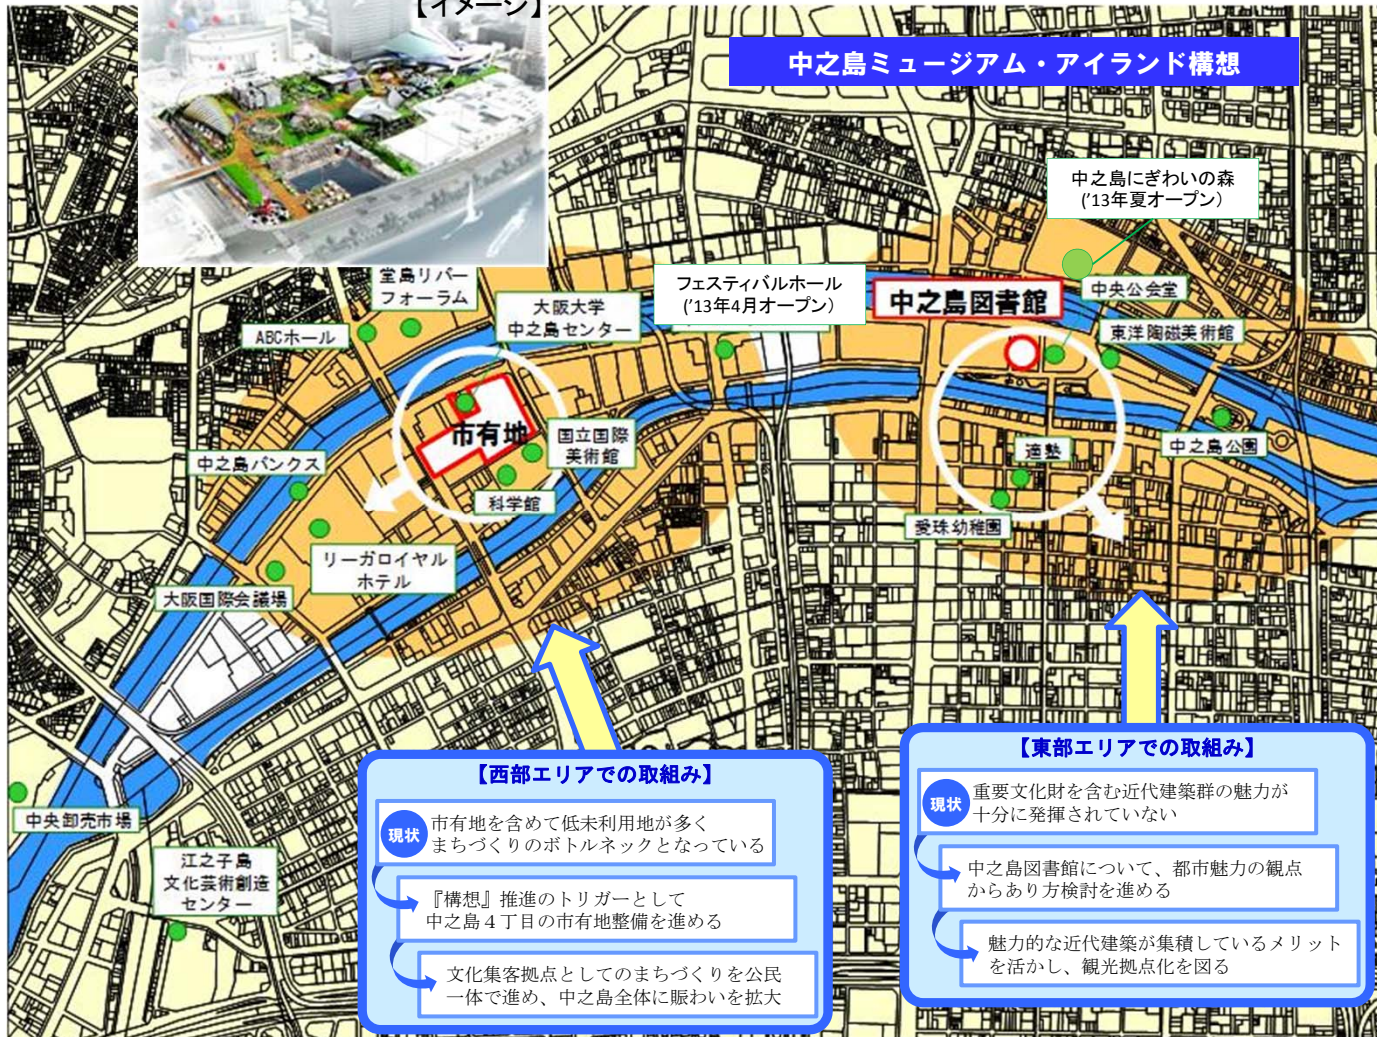 【イメージ】
中之島ミュージアム・アイランド構想
中之島にぎわいの森
('13年夏オープン)
堂島リバー
フォーラム
大阪大学
中之島センター
フェスティバルホール
('13年4月オープン)
中之島図書館
中央公会堂
ABCホール
東洋陶磁美術館
市有地
国立国際
美術館
中之島バンクス
適塾
中之島公園
科学館
愛珠幼稚園
リーガロイヤル
ホテル
大阪国際会議場
中央卸売市場
江之子島
文化芸術創造
センター
【西部エリアでの取組み】
現状
市有地を含めて低未利用地が多く
まちづくりのボトルネックとなっている
『構想』推進のトリガーとして
中之島４丁目の市有地整備を進める
文化集客拠点としてのまちづくりを公民
一体で進め、中之島全体に賑わいを拡大
【東部エリアでの取組み】
現状
重要文化財を含む近代建築群の魅力が
十分に発揮されていない
中之島図書館について、都市魅力の観点
からあり方検討を進める
魅力的な近代建築が集積しているメリット
を活かし、観光拠点化を図る